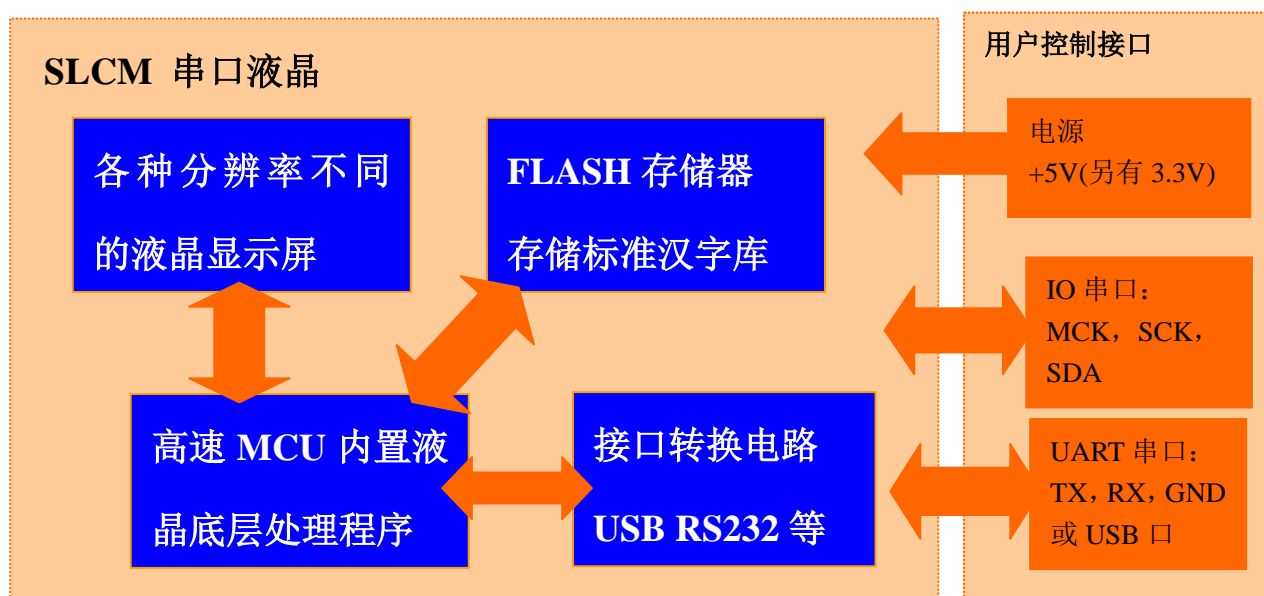 SLCM 串口液晶
各种分辨率不同
的液晶显示屏
FLASH 存储器
存储标准汉字库
高速 MCU 内置液
晶底层处理程序
接口转换电路
USB RS232 等
用户控制接口
电源
+5V(另有 3.3V)
IO 串口：
MCK，SCK，
SDA
UART 串口：
TX，RX，GND
或 USB 口